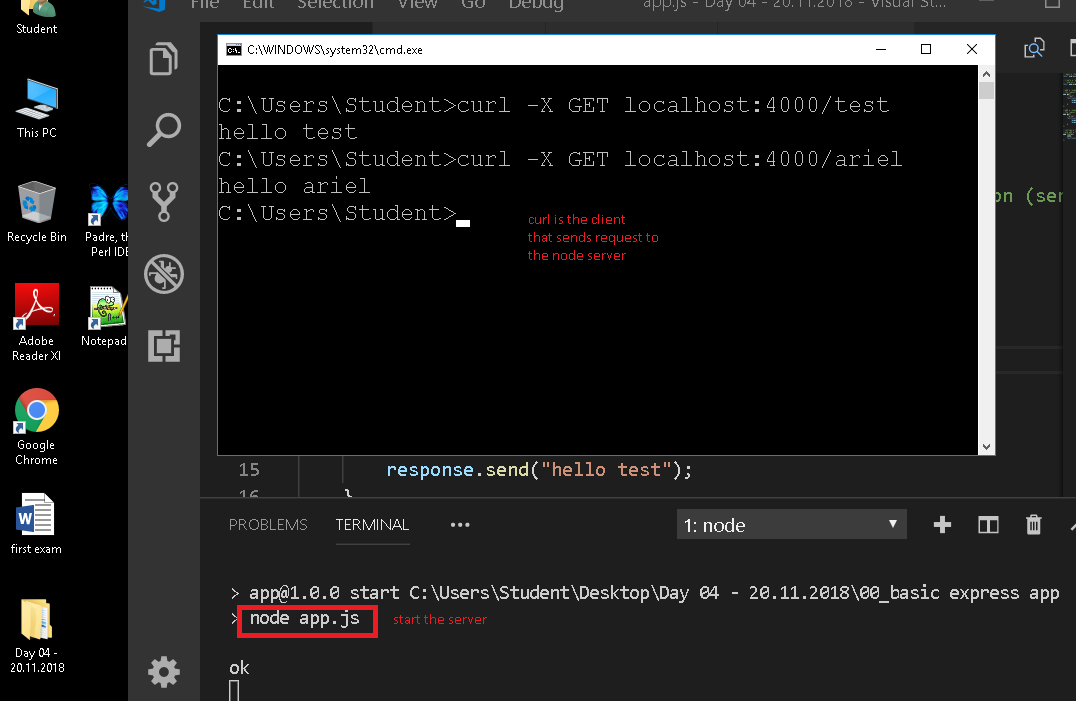 Student
This PC
Recycle Bin
Padre, th
Perl IDE
Adobe
Reader XI
Notepad
Google
Chrome
first exam
Day 04 -
20.11.2018
File Edit Selection View Go Debug
app.js - Day 04 - 20.11.2018 - Visual St...
C:\WINDOWS\system32\cmd.exe
C:\Users\Student>curl -X GET localhost:4000/test
hello test
C:\Users\Student>curl -X GET localhost:4000/ariel
hello ariel
C:\Users\Student>
curl is the client
that sends request to
the node server
on (ser
15 response.send("hello test");
16 }
PROBLEMS TERMINAL ••• 1: node
> app@1.0.0 start C:\Users\Student\Desktop\Day 04 - 20.11.2018\00_basic express app
> node app.js start the server
ok